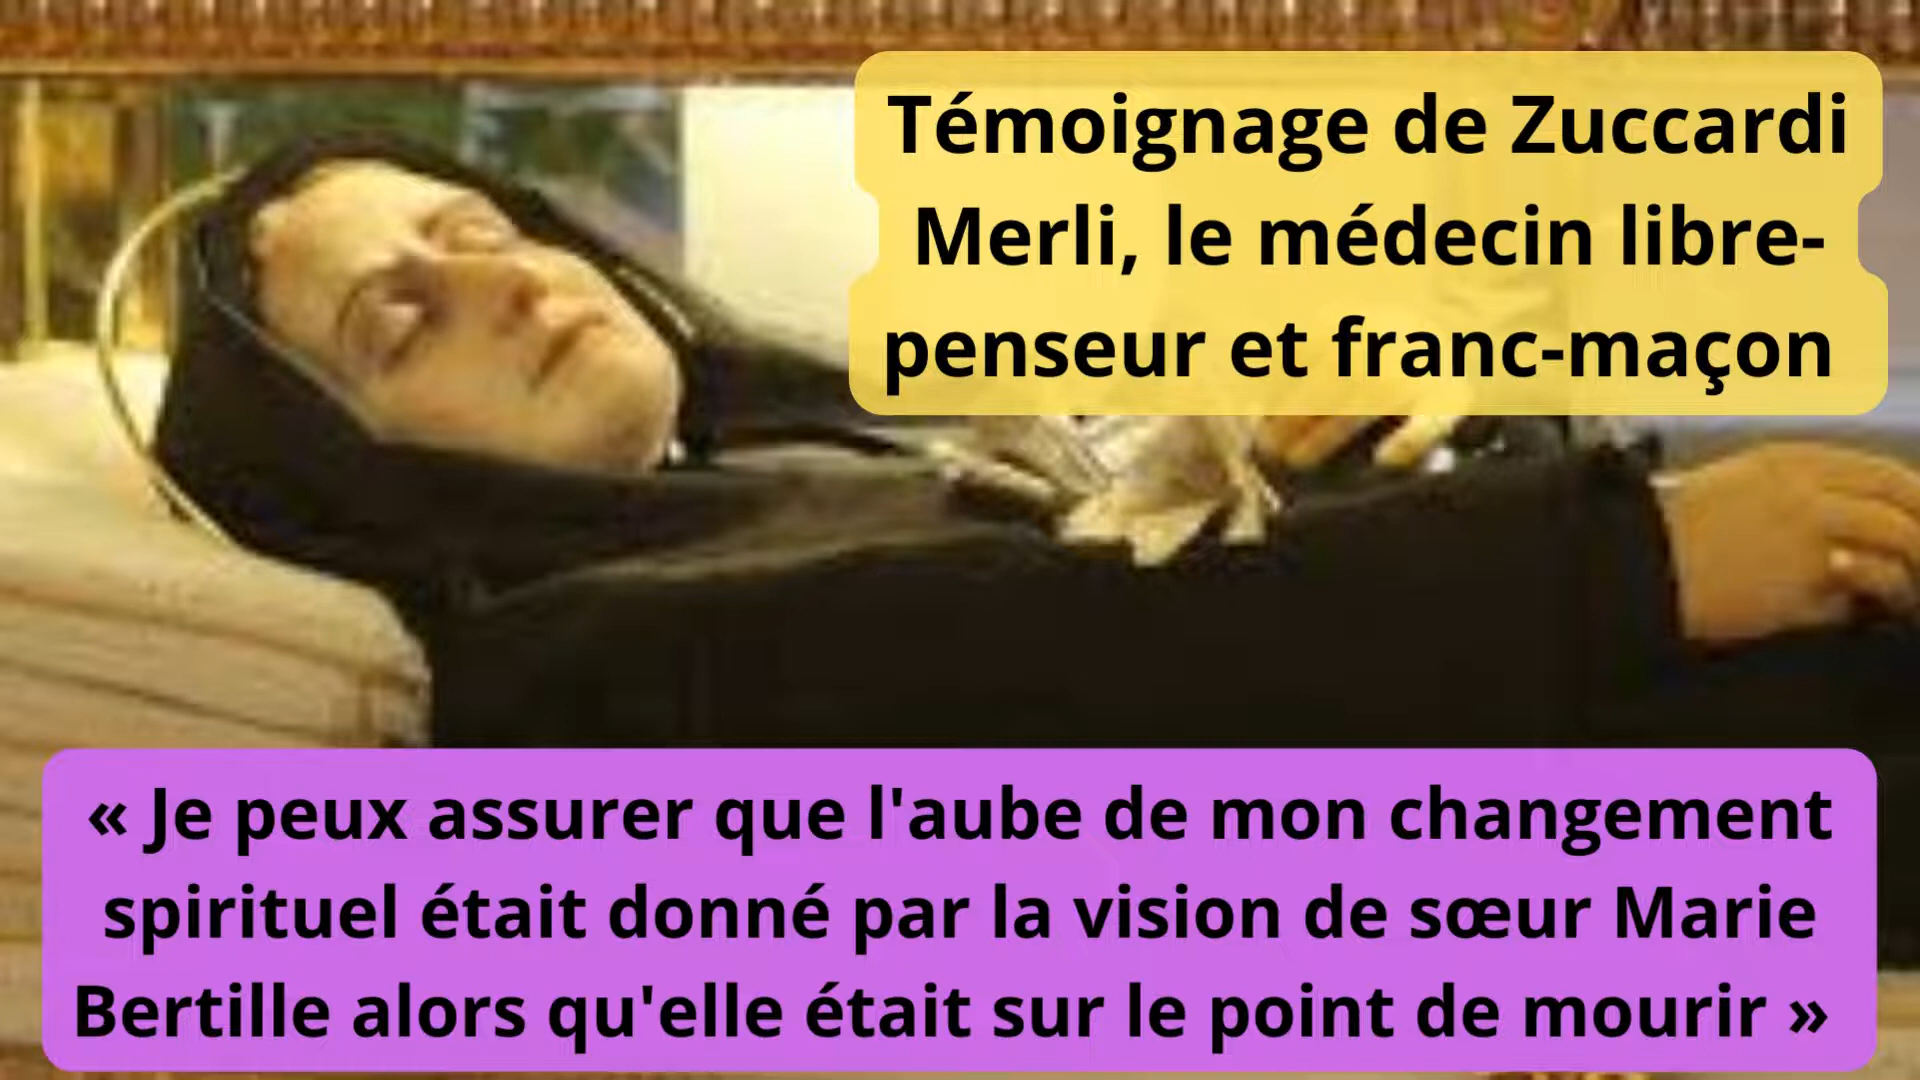 Témoignage de Zuccardi
Merli, le médecin libre-
penseur et franc-maçon
« Je peux assurer que l'aube de mon changement
spirituel était donné par la vision de sœur Marie
Bertille alors qu'elle était sur le point de mourir »